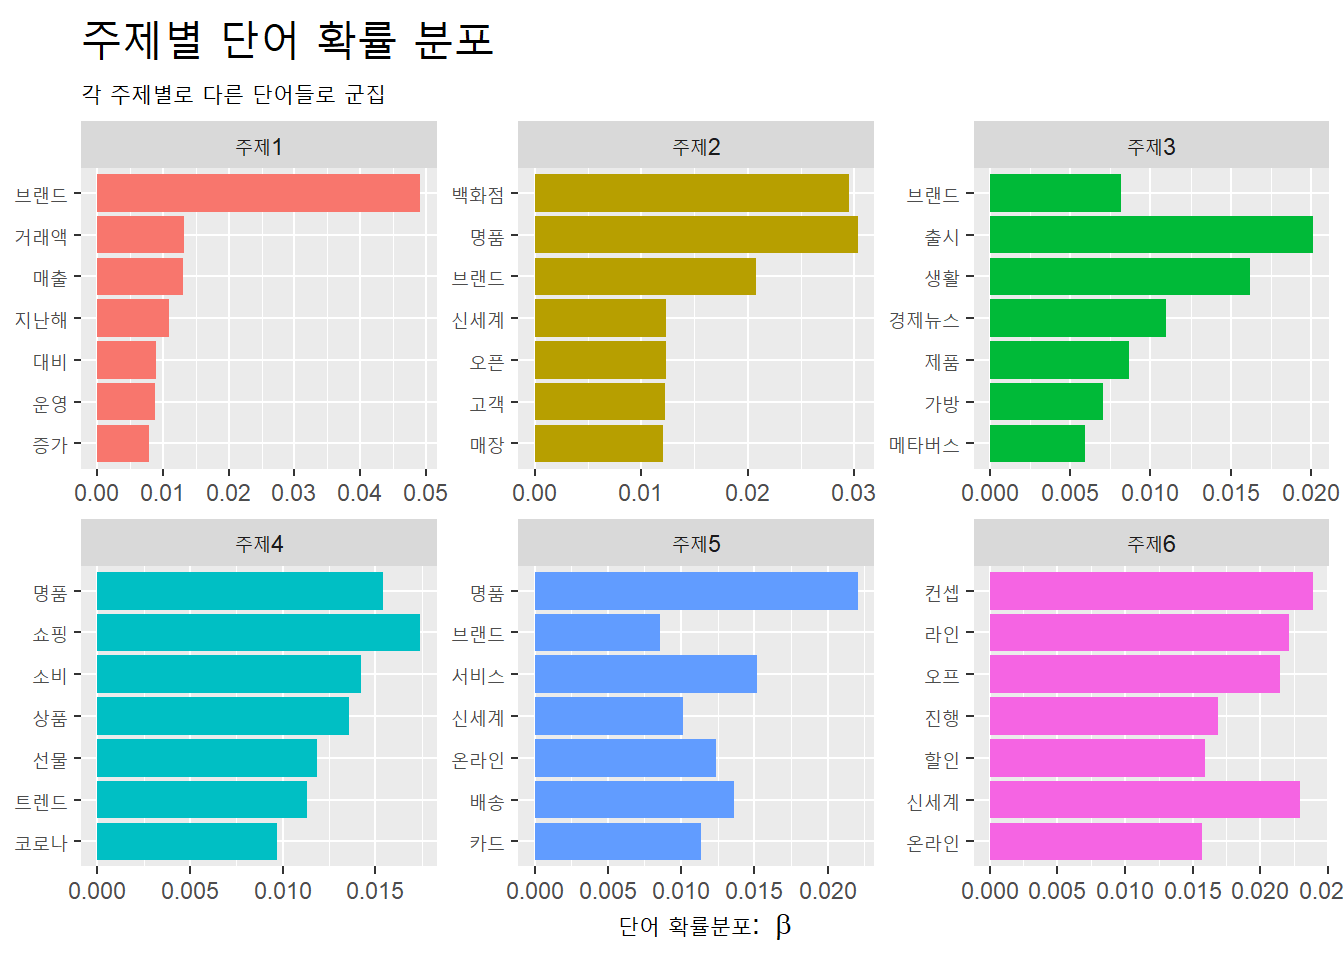 주제별 단어 확률 분포
각 주제별로 다른 단어들로 군집
주제1
브랜드
거래액
매출
지난해
대비
운영
증가
0.00 0.01 0.02 0.03 0.04 0.05
주제2
백화점
명품
브랜드
신세계
오픈
고객
매장
0.00 0.01 0.02 0.03
주제3
브랜드
출시
생활
경제뉴스
제품
가방
메타버스
0.000 0.005 0.010 0.015 0.020
주제4
명품
쇼핑
소비
상품
선물
트렌드
코로나
0.000 0.005 0.010 0.015
주제5
명품
브랜드
서비스
신세계
온라인
배송
카드
0.000 0.005 0.010 0.015 0.020
주제6
컨셉
라인
오프
진행
할인
신세계
온라인
0.000 0.005 0.010 0.015 0.020 0.02
단어 확률분포: β